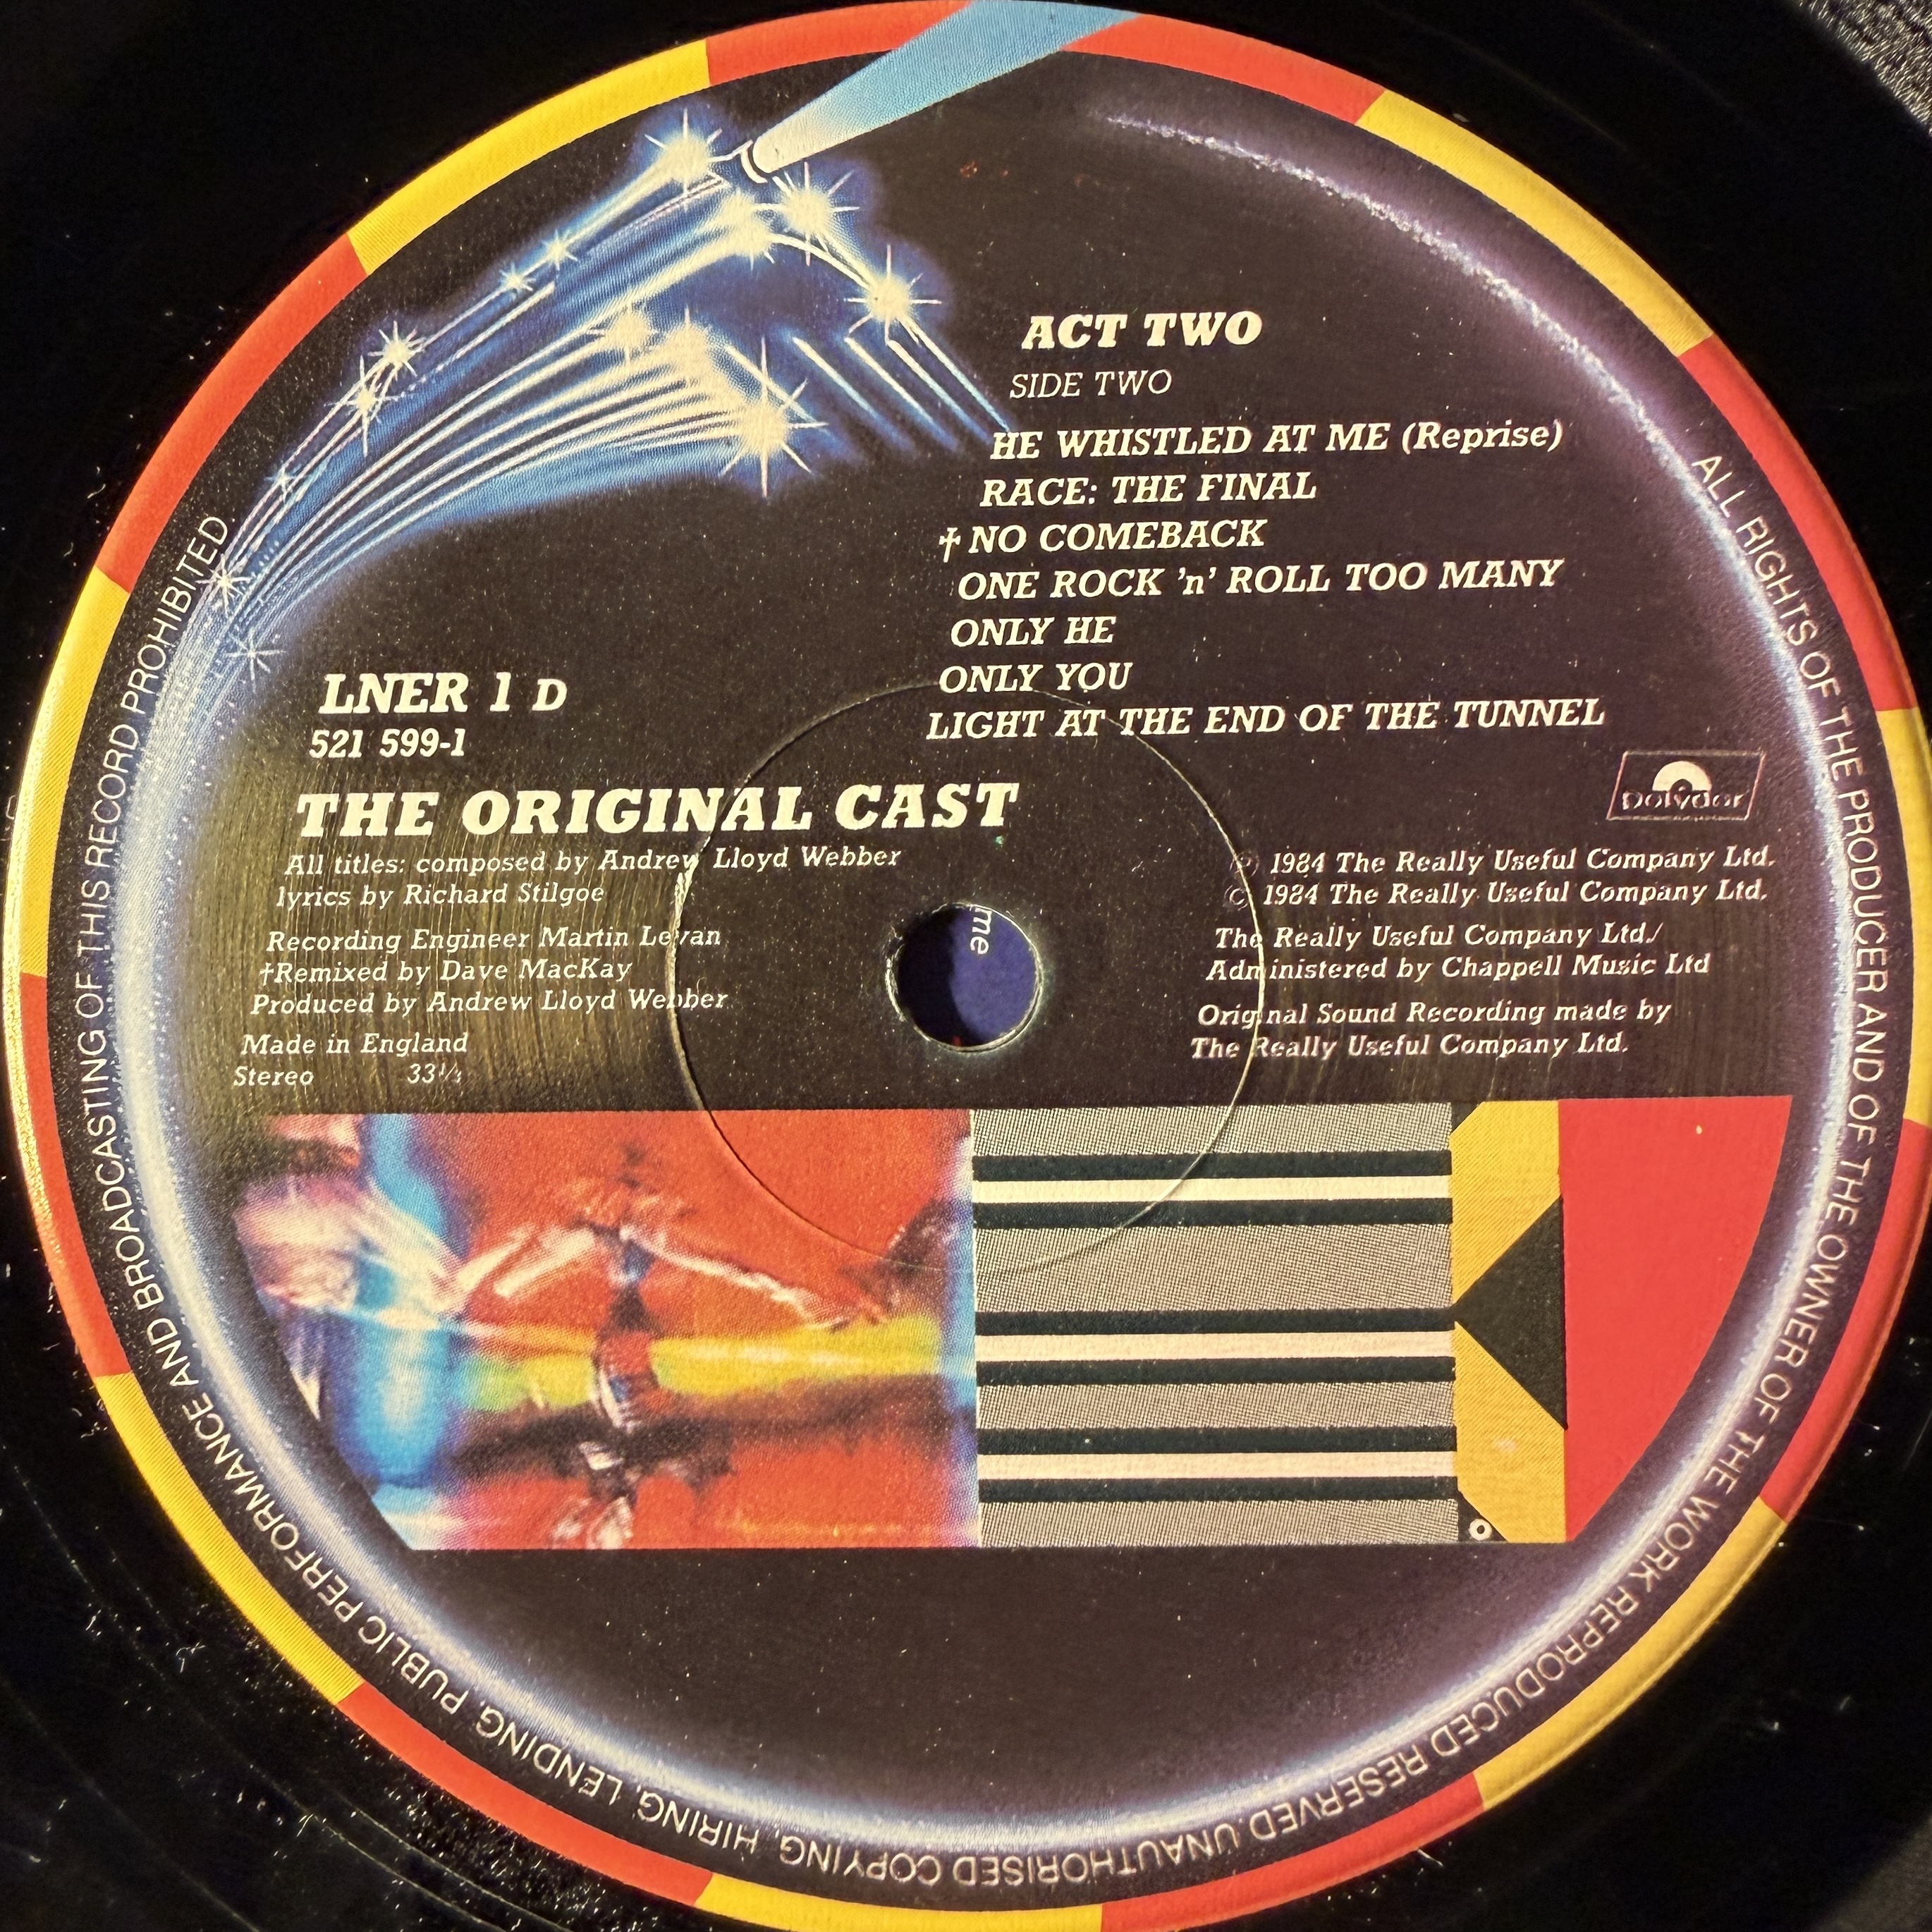 ACT TWO
SIDE TWO
HE WHISTLED AT ME (Reprise)
RACE: THE FINAL
†NO COMEBACK
ONE ROCK 'n' ROLL TOO MANY
ONLY HE
ONLY YOU
LIGHT AT THE END OF THE TUNNEL
LNER 1 D
521 599-1
THE ORIGINAL CAST
All titles: composed by Andrew Lloyd Webber
lyrics by Richard Stilgoe
Recording Engineer Martin Levan
†Remixed by Dave MacKay
Produced by Andrew Lloyd Webber
Made in England
Stereo 33⅓
polydor
℗ 1984 The Really Useful Company Ltd.
© 1984 The Really Useful Company Ltd.
The Really Useful Company Ltd./
Administered by Chappell Music Ltd
Original Sound Recording made by
The Really Useful Company Ltd.
me
ALL RIGHTS OF THE PRODUCER AND OF THE OWNER OF THE WORK REPRODUCED RESERVED. UNAUTHORISED COPYING, HIRING, LENDING, PUBLIC PERFORMANCE AND BROADCASTING OF THIS RECORD PROHIBITED